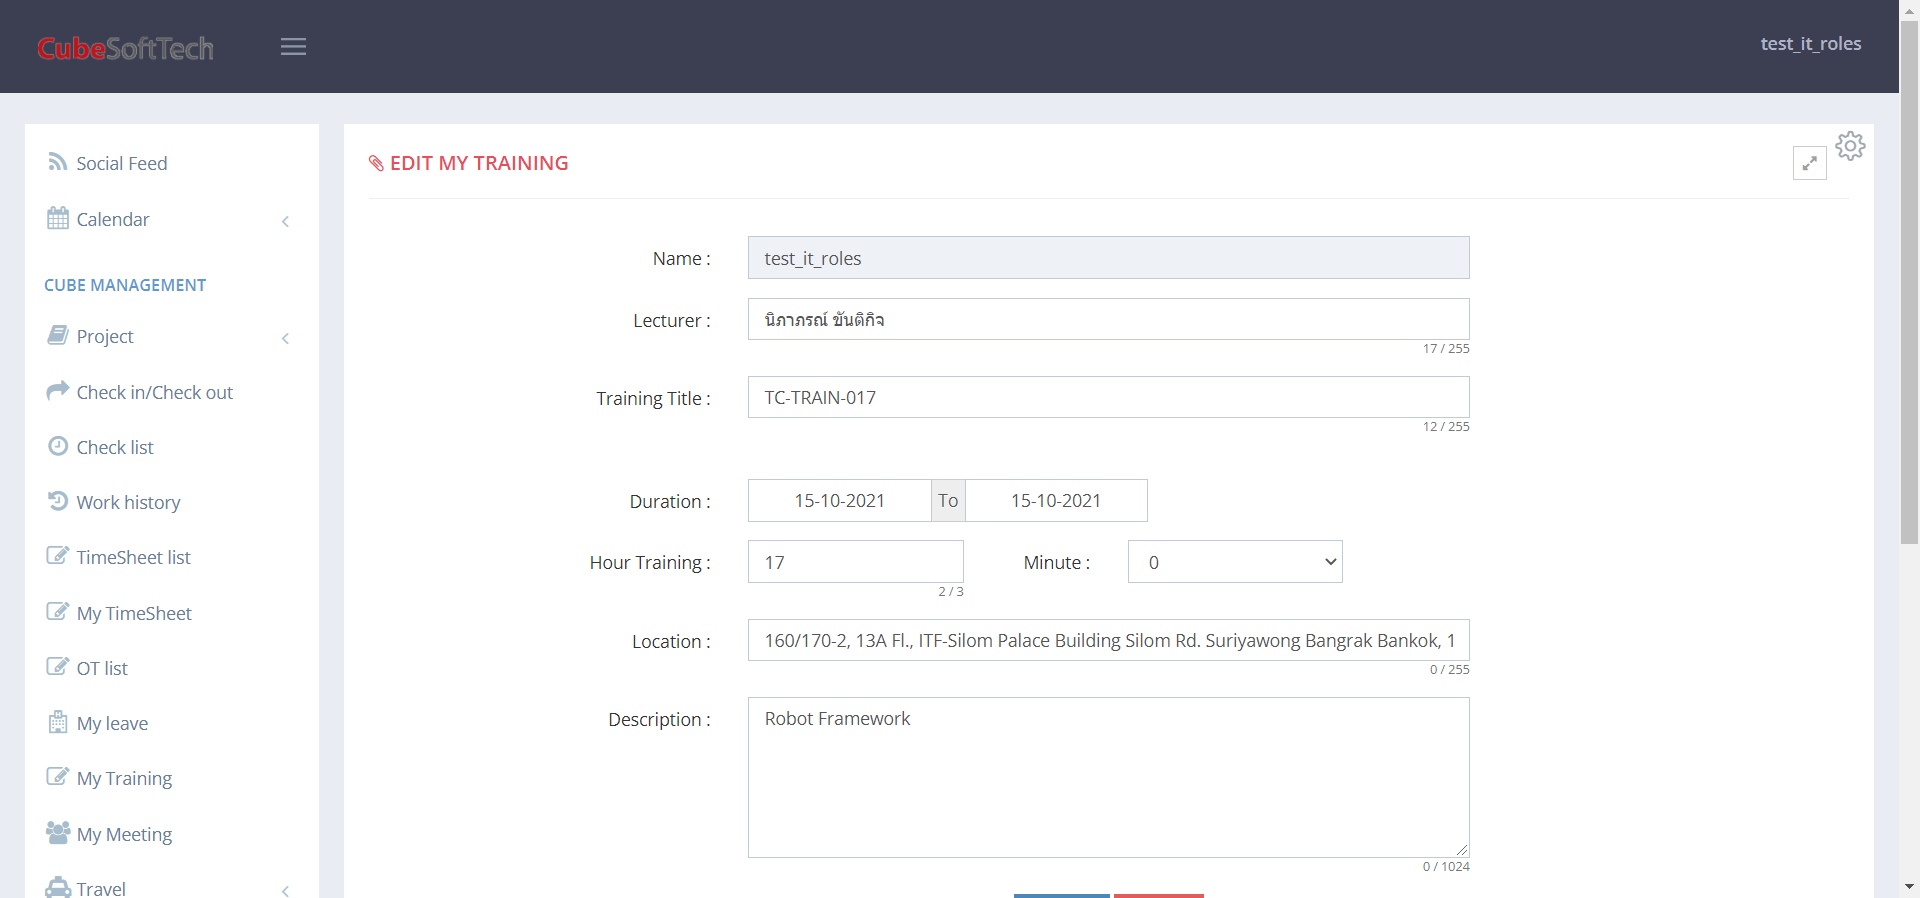 CubeSoftTech
test_it_roles
Social Feed
Calendar
CUBE MANAGEMENT
Project
Check in/Check out
Check list
Work history
TimeSheet list
My TimeSheet
OT list
My leave
My Training
My Meeting
Travel
EDIT MY TRAINING
Name :
test_it_roles
Lecturer :
นิภาภรณ์ ขันติกิจ
17 / 255
Training Title :
TC-TRAIN-017
12 / 255
Duration :
15-10-2021 To 15-10-2021
Hour Training :
17
2 / 3
Minute :
0
Location :
160/170-2, 13A Fl., ITF-Silom Palace Building Silom Rd. Suriyawong Bangrak Bankok, 1
0 / 255
Description :
Robot Framework
0 / 1024